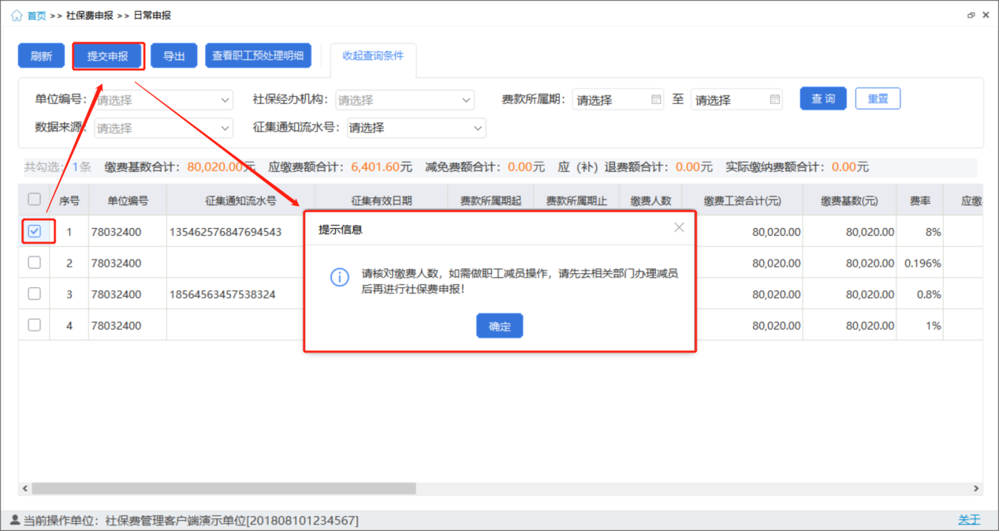 首页 >> 社保费申报 >> 日常申报
刷新 提交申报 导出 查看职工预处理明细 收起查询条件
单位编号: 请选择 社保经办机构: 请选择 费款所属期: 请选择 至 请选择 查 询 重置
数据来源: 请选择 征集通知流水号: 请选择
共勾选: 1条 缴费基数合计: 80,020.00元 应缴费额合计: 6,401.60元 减免费额合计: 0.00元 应（补）退费额合计: 0.00元 实际缴纳费额合计: 0.00元
序号 单位编号 征集通知流水号 征集有效日期 费款所属期起 费款所属期止 缴费人数 缴费工资合计(元) 缴费基数(元) 费率 应缴
1 78032400 135462576847694543 80,020.00 80,020.00 8%
2 78032400 80,020.00 80,020.00 0.196%
3 78032400 18564563457538324 80,020.00 80,020.00 0.8%
4 78032400 80,020.00 80,020.00 1%
提示信息
请核对缴费人数，如需做职工减员操作，请先去相关部门办理减员
后再进行社保费申报！
确定
当前操作单位：社保费管理客户端演示单位[201808101234567] 关于